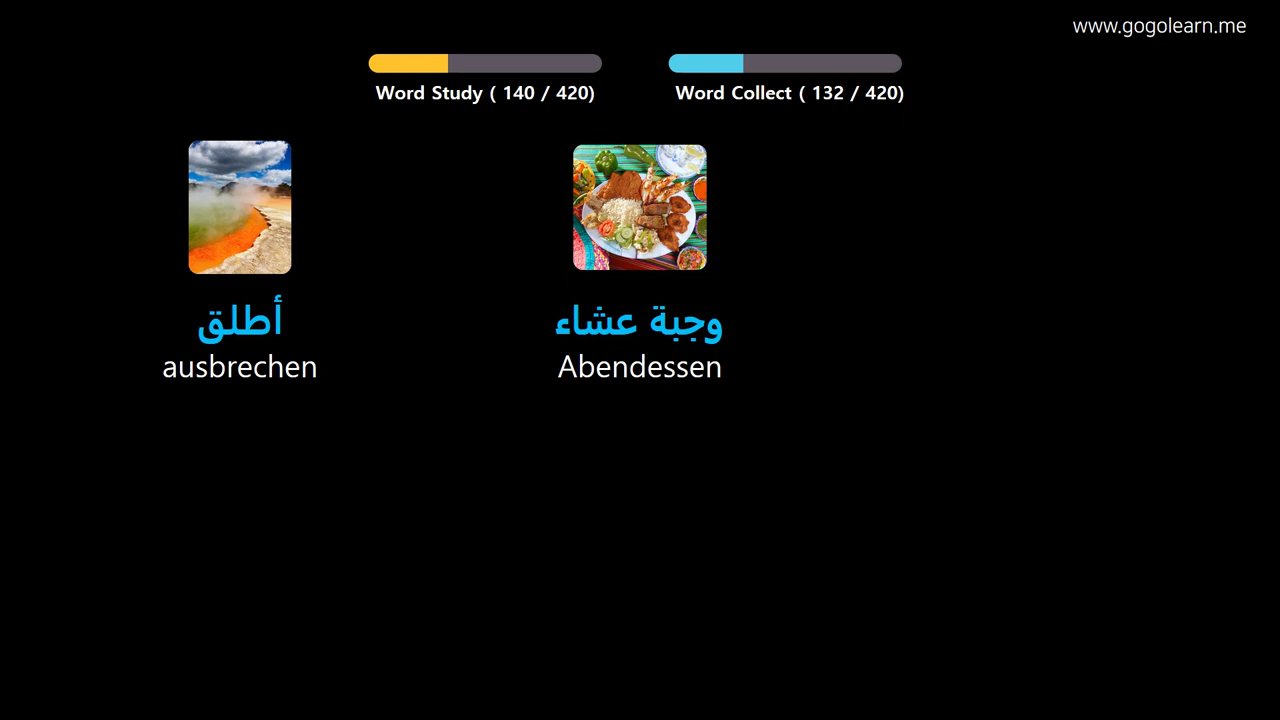 www.gogolearn.me
Word Study ( 140 / 420)
Word Collect ( 132 / 420)
أطلق
ausbrechen
وجبة عشاء
Abendessen